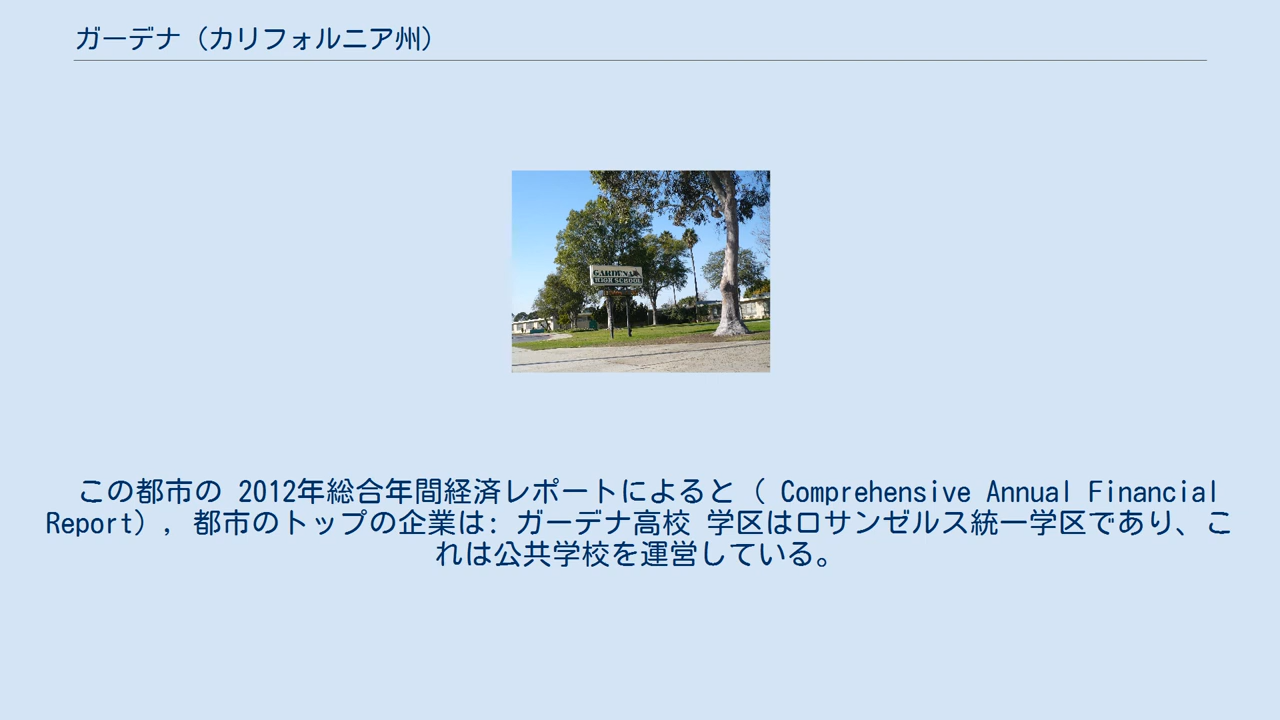 ガーデナ（カリフォルニア州）
GARDENA
HIGH SCHOOL
この都市の 2012年総合年間経済レポートによると（ Comprehensive Annual Financial
Report）, 都市のトップの企業は: ガーデナ高校 学区はロサンゼルス統一学区であり、こ
れは公共学校を運営している。